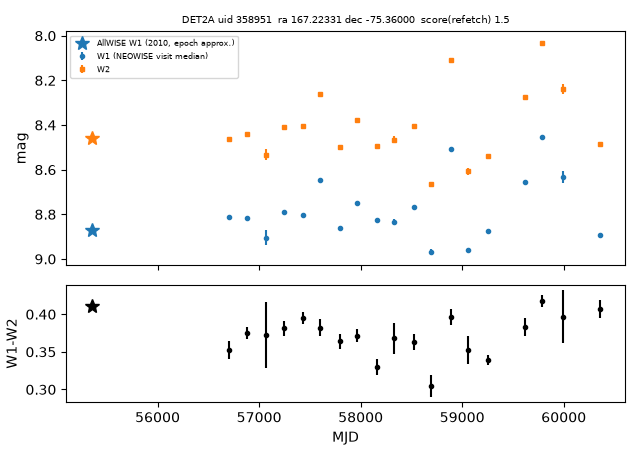 DET2A uid 358951  ra 167.22331 dec -75.36000  score(refetch) 1.5
8.0
8.2
8.4
8.6
8.8
9.0
mag
AllWISE W1 (2010, epoch approx.)
W1 (NEOWISE visit median)
W2
0.40
0.35
0.30
W1-W2
56000
57000
58000
59000
60000
MJD